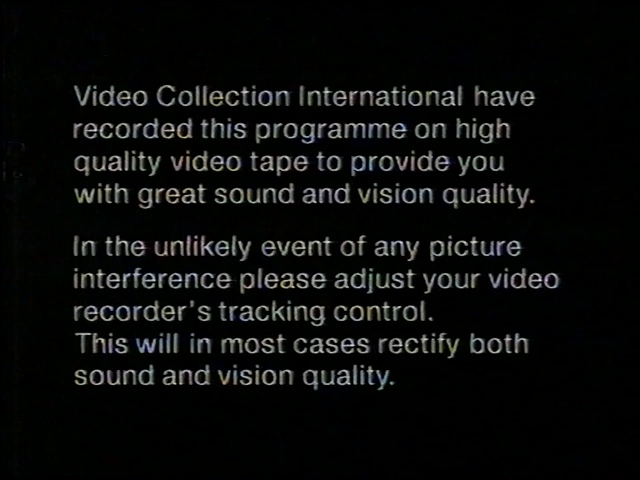 Video Collection International have
recorded this programme on high
quality video tape to provide you
with great sound and vision quality.
In the unlikely event of any picture
interference please adjust your video
recorder's tracking control.
This will in most cases rectify both
sound and vision quality.